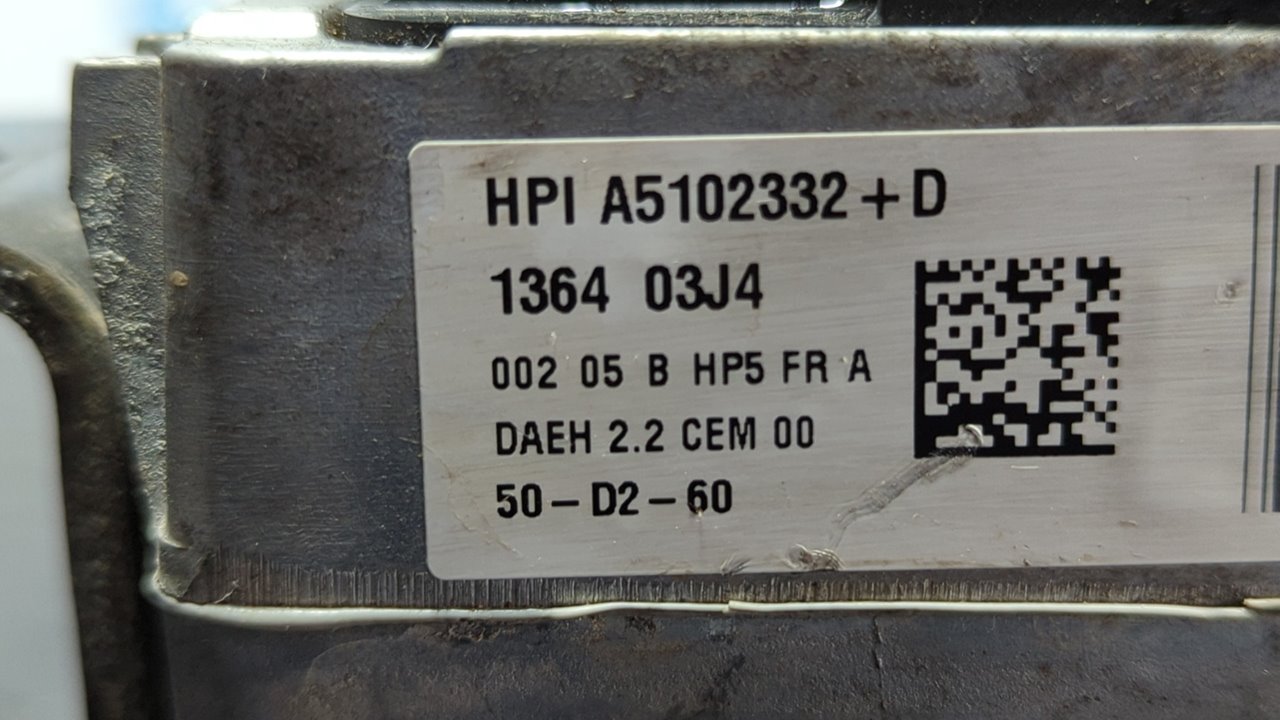 HPI A5102332+D
1364 03J4
002 05 B HP5 FR A
DAEH 2.2 CEM 00
50-D2-60